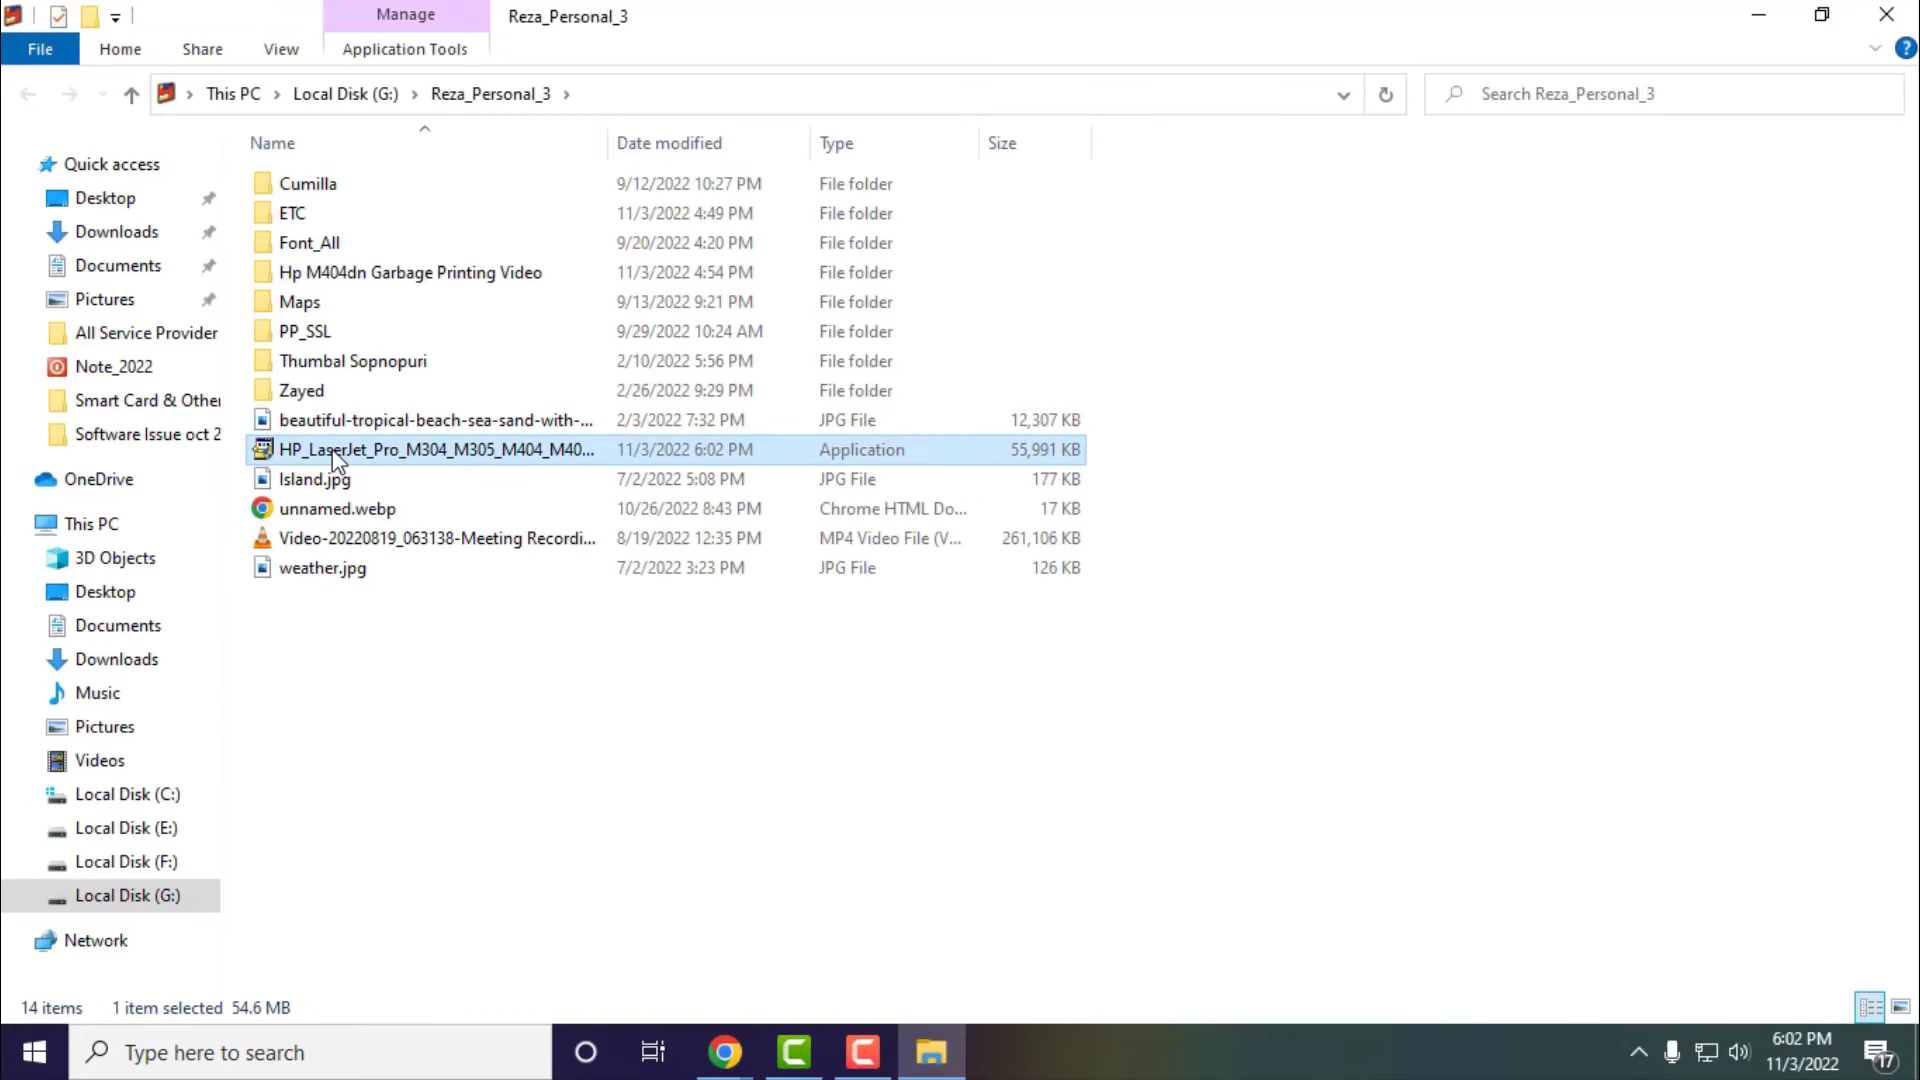 Manage
Reza_Personal_3
File
Home
Share
View
Application Tools
This PC
Local Disk (G:)
Reza_Personal_3
Search Reza_Personal_3
Name
Date modified
Type
Size
Quick access
Desktop
Downloads
Documents
Pictures
All Service Provider
Note_2022
Smart Card & Other
Software Issue oct 2
OneDrive
This PC
3D Objects
Desktop
Documents
Downloads
Music
Pictures
Videos
Local Disk (C:)
Local Disk (E:)
Local Disk (F:)
Local Disk (G:)
Network
Cumilla 9/12/2022 10:27 PM File folder
ETC 11/3/2022 4:49 PM File folder
Font_All 9/20/2022 4:20 PM File folder
Hp M404dn Garbage Printing Video 11/3/2022 4:54 PM File folder
Maps 9/13/2022 9:21 PM File folder
PP_SSL 9/29/2022 10:24 AM File folder
Thumbal Sopnopuri 2/10/2022 5:56 PM File folder
Zayed 2/26/2022 9:29 PM File folder
beautiful-tropical-beach-sea-sand-with-... 2/3/2022 7:32 PM JPG File 12,307 KB
HP_LaserJet_Pro_M304_M305_M404_M40... 11/3/2022 6:02 PM Application 55,991 KB
Island.jpg 7/2/2022 5:08 PM JPG File 177 KB
unnamed.webp 10/26/2022 8:43 PM Chrome HTML Do... 17 KB
Video-20220819_063138-Meeting Recordi... 8/19/2022 12:35 PM MP4 Video File (V... 261,106 KB
weather.jpg 7/2/2022 3:23 PM JPG File 126 KB
14 items 1 item selected 54.6 MB
Type here to search
6:02 PM
11/3/2022
17